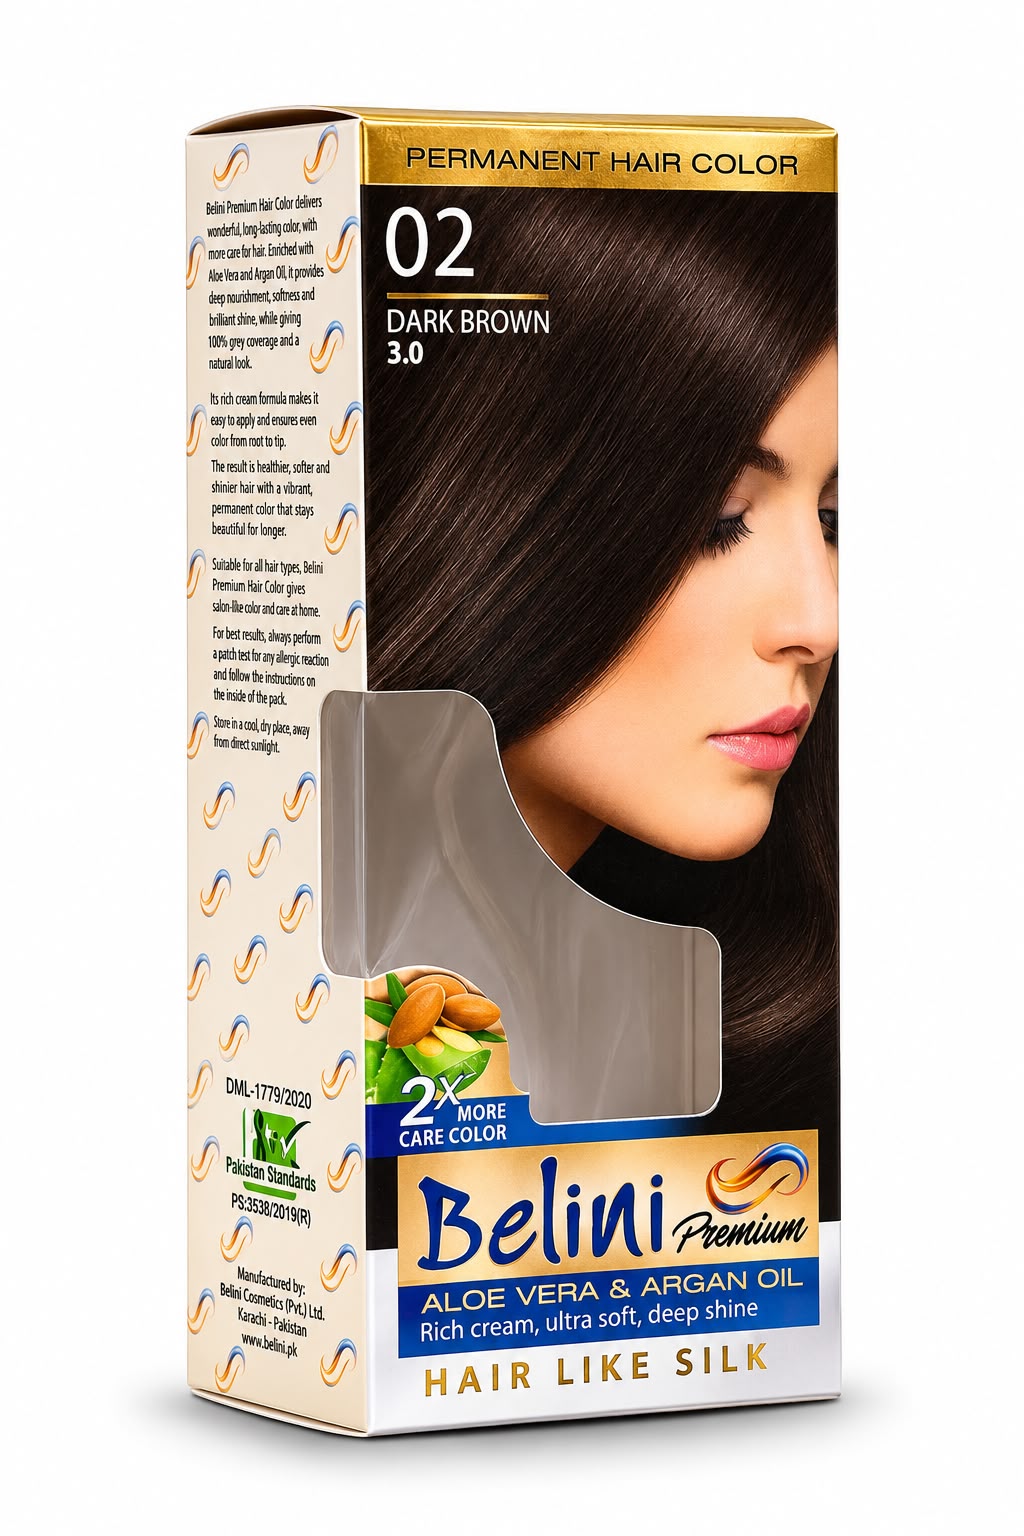 PERMANENT HAIR COLOR
02
DARK BROWN
3.0
2X MORE
CARE COLOR
Belini
Premium
ALOE VERA & ARGAN OIL
Rich cream, ultra soft, deep shine
HAIR LIKE SILK
Belini Premium Hair Color delivers
wonderful, long-lasting color, with
more care for hair. Enriched with
Aloe Vera and Argan Oil, it provides
deep nourishment, softness and
brilliant shine, while giving
100% grey coverage and a
natural look.
Its rich cream formula makes it
easy to apply and ensures even
color from root to tip.
The result is healthier, softer and
shinier hair with a vibrant,
permanent color that stays
beautiful for longer.
Suitable for all hair types, Belini
Premium Hair Color gives
salon-like color and care at home.
For best results, always perform
a patch test for any allergic reaction
and follow the instructions on
the inside of the pack.
Store in a cool, dry place, away
from direct sunlight.
DML-1779/2020
Pakistan Standards
PS:3538/2019(R)
Manufactured by:
Belini Cosmetics (Pvt.) Ltd.
Karachi - Pakistan
www.belini.pk